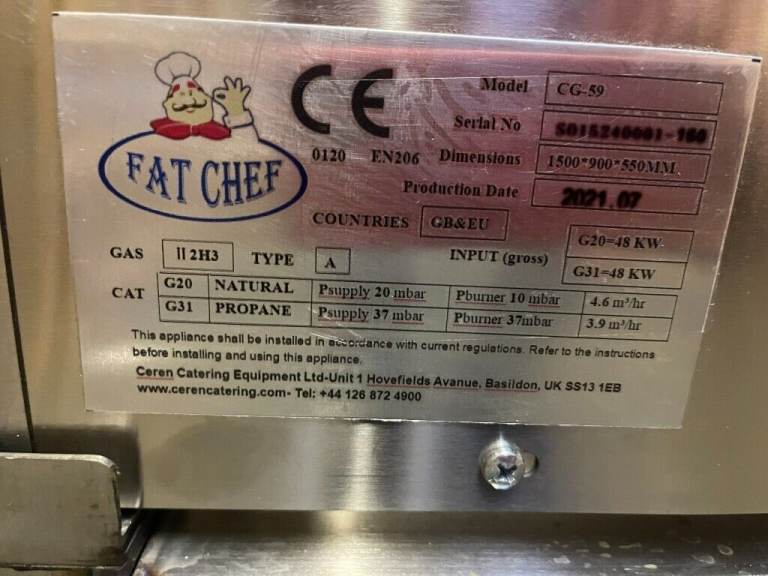 FAT CHEF
CE
0120 EN206
Model CG-59
Serial No S015Z40001-160
Dimensions 1500*900*550MM
Production Date 2021.07
COUNTRIES GB&EU
GAS II 2H3 TYPE A INPUT (gross) G20=48 KW
G31=48 KW
CAT G20 NATURAL Psupply 20 mbar Pburner 10 mbar 4.6 m³/hr
G31 PROPANE Psupply 37 mbar Pburner 37mbar 3.9 m³/hr
This appliance shall be installed in accordance with current regulations. Refer to the instructions
before installing and using this appliance.
Ceren Catering Equipment Ltd-Unit 1 Hovefields Avanue, Basildon, UK SS13 1EB
www.cerencatering.com- Tel: +44 126 872 4900